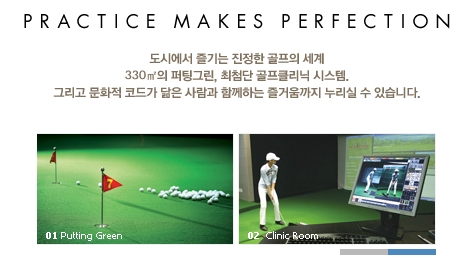 PRACTICE MAKES PERFECTION
도시에서 즐기는 진정한 골프의 세계
330㎡의 퍼팅그린, 최첨단 골프클리닉 시스템.
그리고 문화적 코드가 닮은 사람과 함께하는 즐거움까지 누리실 수 있습니다.
7
01 Putting Green
02 Clinic Room